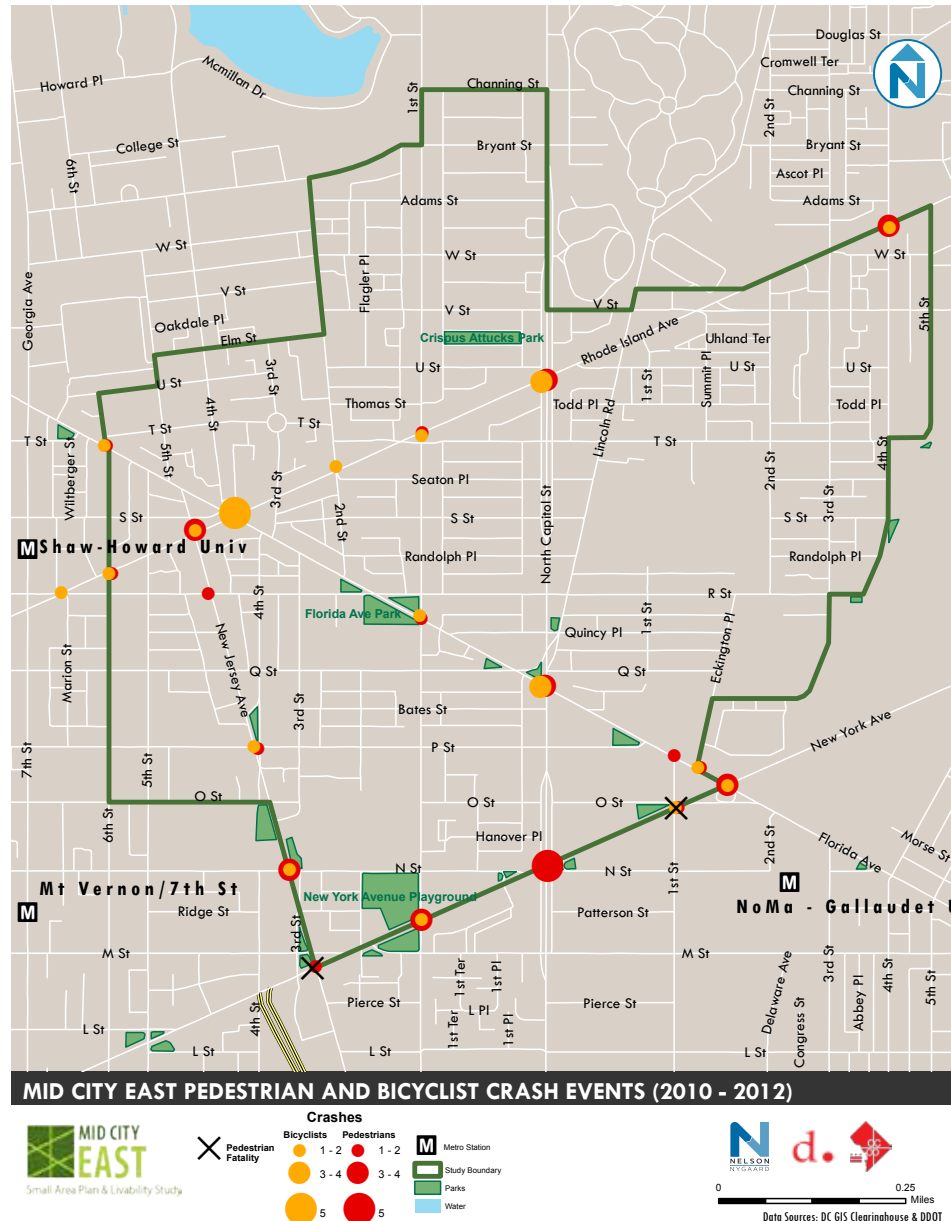 Douglas St
Cromwell Ter
Howard Pl
Mcmillan Dr
1st St
Channing St
Channing St
2nd St
College St
Bryant St
Bryant St
6th St
Ascot Pl
Adams St
Adams St
W St
W St
W St
Georgia Ave
Flagler Pl
V St
V St
V St
5th St
Oakdale Pl
Elm St
Crispus Attucks Park
Rhode Island Ave
Uhland Ter
U St
U St
U St
U St
3rd St
1st St
Summit Pl
4th St
Thomas St
Todd Pl
Todd Pl
Lincoln Rd
T St
T St
T St
T St
4th St
Wiltberger St
5th St
3rd St
Seaton Pl
2nd St
3rd St
S St
2nd St
S St
S St
North Capitol St
M Shaw-Howard Univ
Randolph Pl
Randolph Pl
4th St
R St
Florida Ave Park
1st St
Quincy Pl
Eckington Pl
New Jersey Ave
Marion St
Q St
Q St
3rd St
Bates St
New York Ave
7th St
5th St
P St
O St
O St
O St
6th St
Hanover Pl
2nd St
Florida Ave
Morse St
N St
N St
1st St
Mt Vernon/7th St
M
New York Avenue Playground
M
NoMa - Gallaudet U
Ridge St
Patterson St
3rd St
M St
M St
1st Ter
1st Pl
Delaware Ave
3rd St
4th St
5th St
Abbey Pl
Pierce St
Pierce St
L Pl
4th St
1st Ter
1st Pl
Congress St
L St
L St
L St
L St
MID CITY EAST PEDESTRIAN AND BICYCLIST CRASH EVENTS (2010 - 2012)
MID CITY
EAST
Small Area Plan & Livability Study
Pedestrian
Fatality
Crashes
Bicyclists Pedestrians
1 - 2 1 - 2
3 - 4 3 - 4
5 5
M Metro Station
Study Boundary
Parks
Water
N
NELSON
NYGAARD
d.
0 0.25
Miles
Data Sources: DC GIS Clearinghouse & DDOT